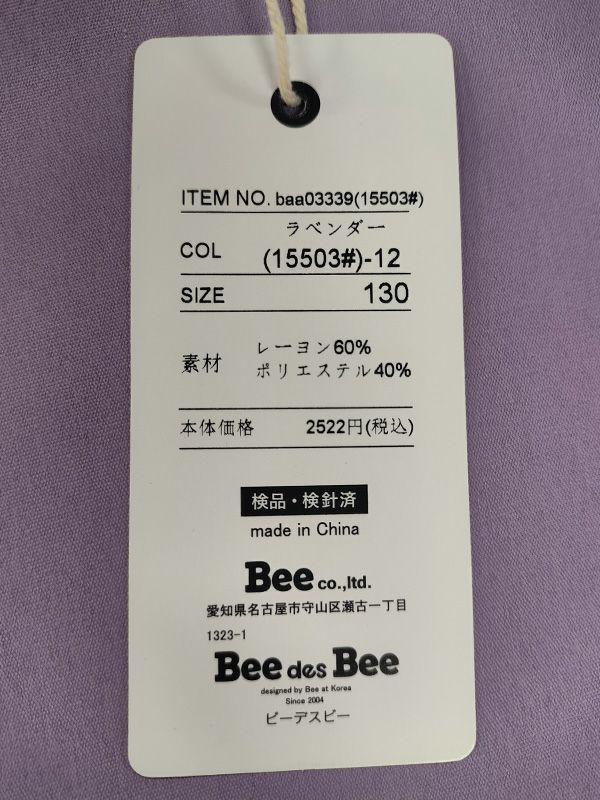 ITEM NO. baa03339(15503#)
ラベンダー
COL (15503#)-12
SIZE 130
素材 レーヨン60%
ポリエステル40%
本体価格 2522円(税込)
検品・検針済
made in China
Bee co.,ltd.
愛知県名古屋市守山区瀬古一丁目
1323-1
Bee des Bee
designed by Bee at Korea
Since 2004
ビーデスビー